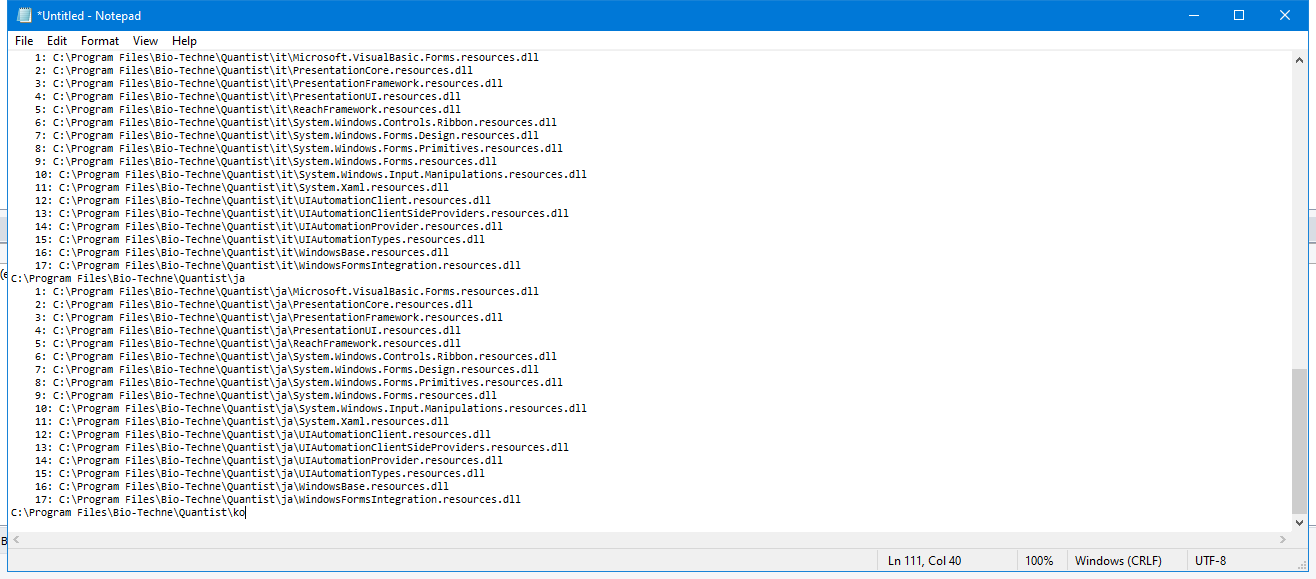 *Untitled - Notepad
File Edit Format View Help
1: C:\Program Files\Bio-Techne\Quantist\it\Microsoft.VisualBasic.Forms.resources.dll
2: C:\Program Files\Bio-Techne\Quantist\it\PresentationCore.resources.dll
3: C:\Program Files\Bio-Techne\Quantist\it\PresentationFramework.resources.dll
4: C:\Program Files\Bio-Techne\Quantist\it\PresentationUI.resources.dll
5: C:\Program Files\Bio-Techne\Quantist\it\ReachFramework.resources.dll
6: C:\Program Files\Bio-Techne\Quantist\it\System.Windows.Controls.Ribbon.resources.dll
7: C:\Program Files\Bio-Techne\Quantist\it\System.Windows.Forms.Design.resources.dll
8: C:\Program Files\Bio-Techne\Quantist\it\System.Windows.Forms.Primitives.resources.dll
9: C:\Program Files\Bio-Techne\Quantist\it\System.Windows.Forms.resources.dll
10: C:\Program Files\Bio-Techne\Quantist\it\System.Windows.Input.Manipulations.resources.dll
11: C:\Program Files\Bio-Techne\Quantist\it\System.Xaml.resources.dll
12: C:\Program Files\Bio-Techne\Quantist\it\UIAutomationClient.resources.dll
13: C:\Program Files\Bio-Techne\Quantist\it\UIAutomationClientSideProviders.resources.dll
14: C:\Program Files\Bio-Techne\Quantist\it\UIAutomationProvider.resources.dll
15: C:\Program Files\Bio-Techne\Quantist\it\UIAutomationTypes.resources.dll
16: C:\Program Files\Bio-Techne\Quantist\it\WindowsBase.resources.dll
17: C:\Program Files\Bio-Techne\Quantist\it\WindowsFormsIntegration.resources.dll
C:\Program Files\Bio-Techne\Quantist\ja
1: C:\Program Files\Bio-Techne\Quantist\ja\Microsoft.VisualBasic.Forms.resources.dll
2: C:\Program Files\Bio-Techne\Quantist\ja\PresentationCore.resources.dll
3: C:\Program Files\Bio-Techne\Quantist\ja\PresentationFramework.resources.dll
4: C:\Program Files\Bio-Techne\Quantist\ja\PresentationUI.resources.dll
5: C:\Program Files\Bio-Techne\Quantist\ja\ReachFramework.resources.dll
6: C:\Program Files\Bio-Techne\Quantist\ja\System.Windows.Controls.Ribbon.resources.dll
7: C:\Program Files\Bio-Techne\Quantist\ja\System.Windows.Forms.Design.resources.dll
8: C:\Program Files\Bio-Techne\Quantist\ja\System.Windows.Forms.Primitives.resources.dll
9: C:\Program Files\Bio-Techne\Quantist\ja\System.Windows.Forms.resources.dll
10: C:\Program Files\Bio-Techne\Quantist\ja\System.Windows.Input.Manipulations.resources.dll
11: C:\Program Files\Bio-Techne\Quantist\ja\System.Xaml.resources.dll
12: C:\Program Files\Bio-Techne\Quantist\ja\UIAutomationClient.resources.dll
13: C:\Program Files\Bio-Techne\Quantist\ja\UIAutomationClientSideProviders.resources.dll
14: C:\Program Files\Bio-Techne\Quantist\ja\UIAutomationProvider.resources.dll
15: C:\Program Files\Bio-Techne\Quantist\ja\UIAutomationTypes.resources.dll
16: C:\Program Files\Bio-Techne\Quantist\ja\WindowsBase.resources.dll
17: C:\Program Files\Bio-Techne\Quantist\ja\WindowsFormsIntegration.resources.dll
C:\Program Files\Bio-Techne\Quantist\ko
Ln 111, Col 40 100% Windows (CRLF) UTF-8